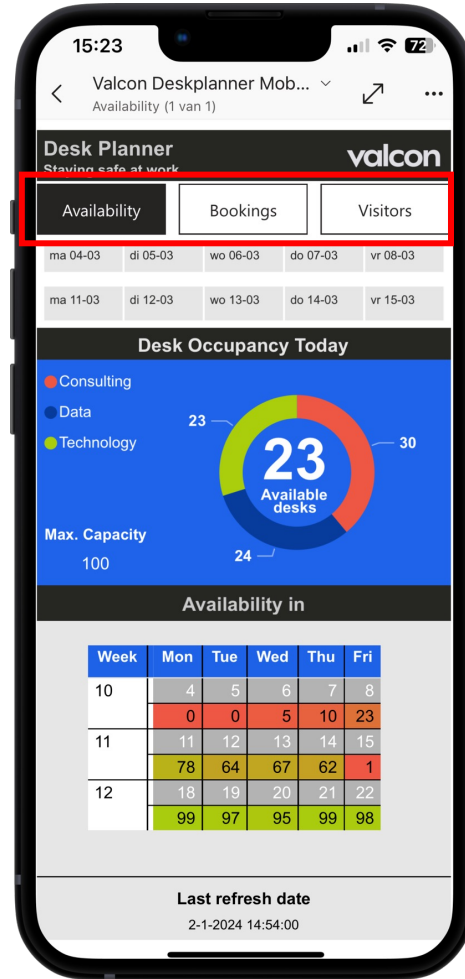 15:23
72
Valcon Deskplanner Mob...
Availability (1 van 1)
Desk Planner
valcon
Staying safe at work
Availability Bookings Visitors
ma 04-03 di 05-03 wo 06-03 do 07-03 vr 08-03
ma 11-03 di 12-03 wo 13-03 do 14-03 vr 15-03
Desk Occupancy Today
Consulting
Data
Technology
23
30
23
Available
desks
24
Max. Capacity
100
Availability in
Week Mon Tue Wed Thu Fri
10 4 5 6 7 8
0 0 5 10 23
11 11 12 13 14 15
78 64 67 62 1
12 18 19 20 21 22
99 97 95 99 98
Last refresh date
2-1-2024 14:54:00